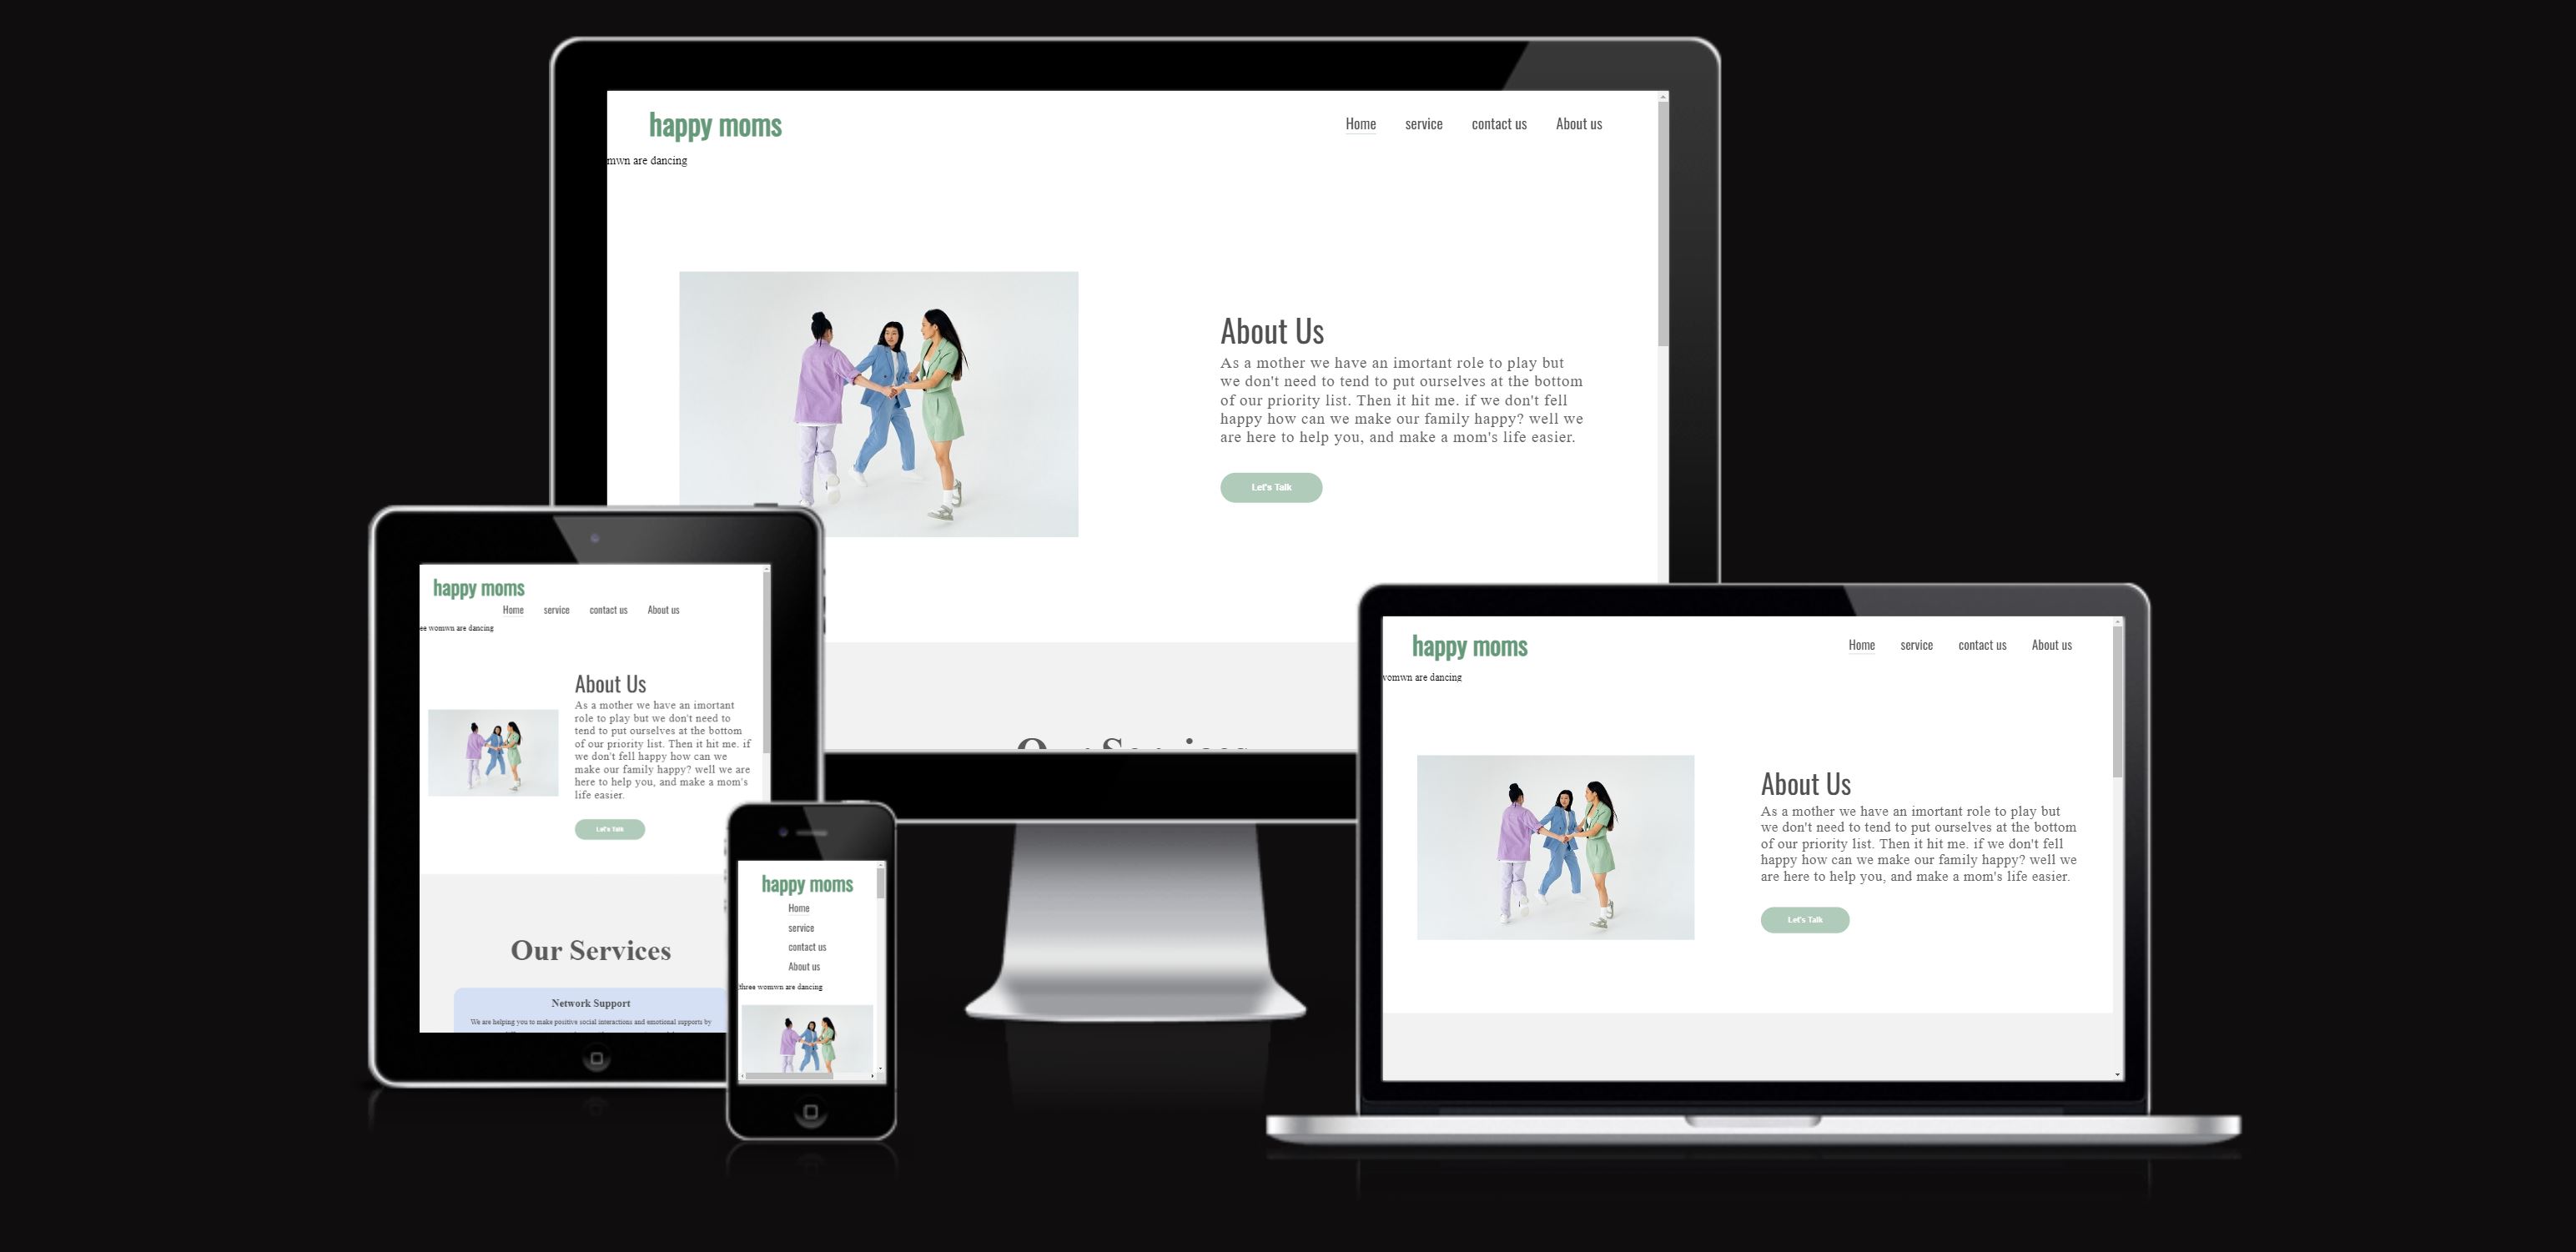 happy moms
Home service contact us About us
mwn are dancing
About Us
As a mother we have an imortant role to play but
we don't need to tend to put ourselves at the bottom
of our priority list. Then it hit me. if we don't fell
happy how can we make our family happy? well we
are here to help you, and make a mom's life easier.
Let's Talk
happy moms
Home service contact us About us
ee womwn are dancing
About Us
As a mother we have an imortant
role to play but we don't need to
tend to put ourselves at the bottom
of our priority list. Then it hit me. if
we don't fell happy how can we
make our family happy? well we are
here to help you, and make a mom's
life easier.
Let's Talk
Our Services
Network Support
We are helping you to make positive social interactions and emotional supports by
happy moms
Home
service
contact us
About us
three womwn are dancing
happy moms
Home service contact us About us
vomwn are dancing
About Us
As a mother we have an imortant role to play but
we don't need to tend to put ourselves at the bottom
of our priority list. Then it hit me. if we don't fell
happy how can we make our family happy? well we
are here to help you, and make a mom's life easier.
Let's Talk